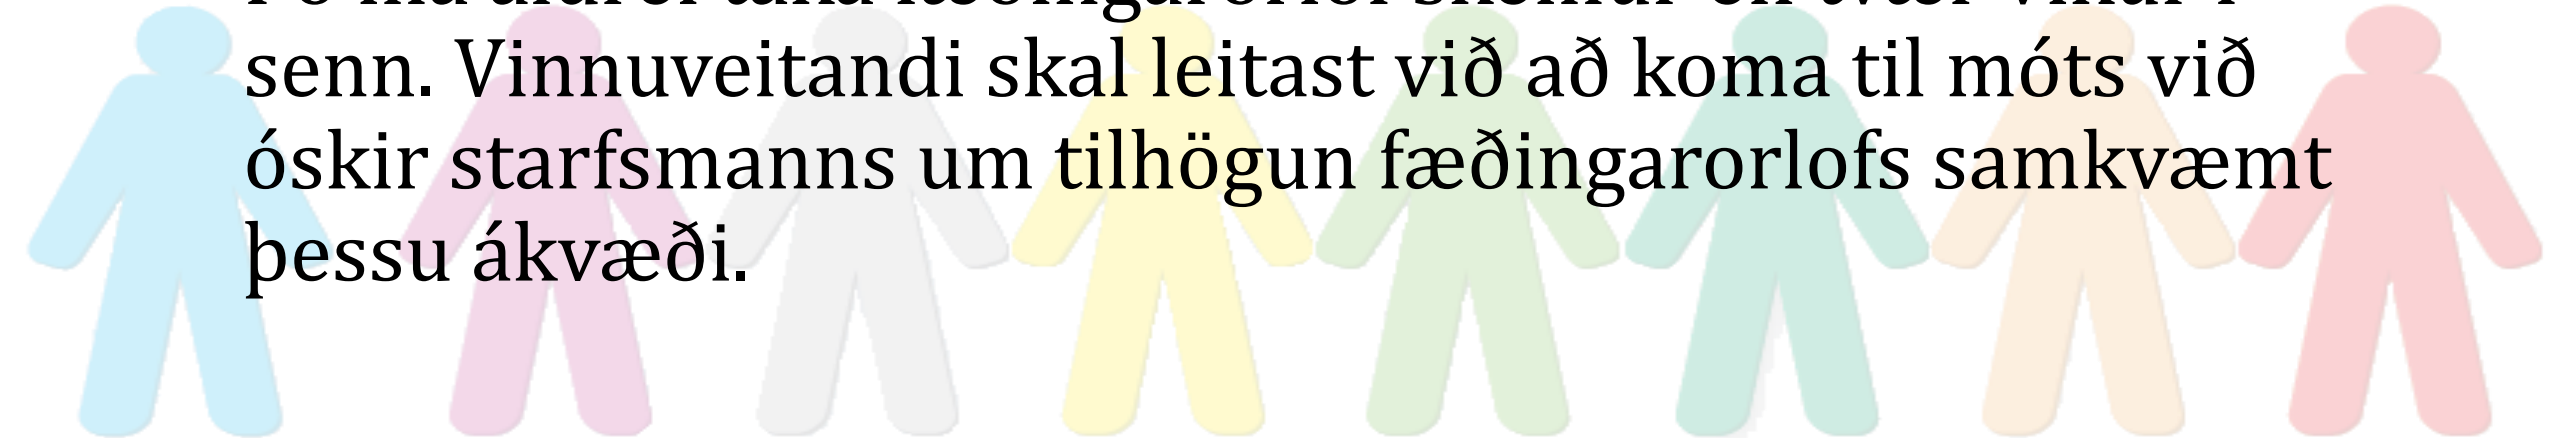 senn. Vinnuveitandi skal leitast við að koma til móts við
óskir starfsmanns um tilhögun fæðingarorlofs samkvæmt
þessu ákvæði.